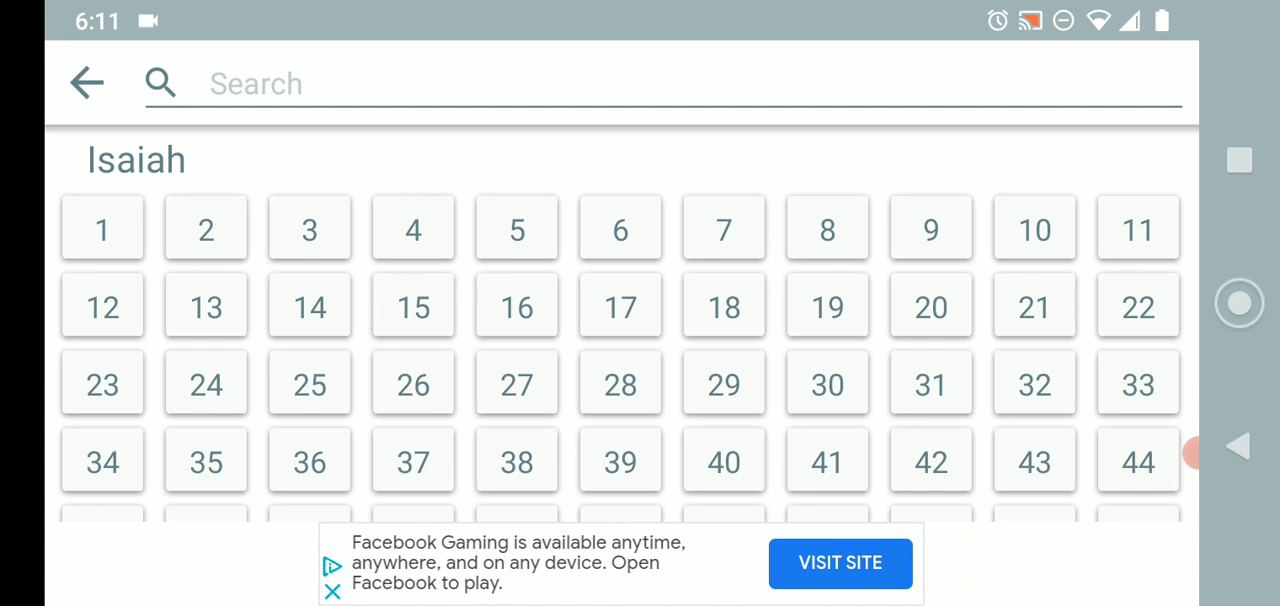 6:11
Search
Isaiah
1 2 3 4 5 6 7 8 9 10 11
12 13 14 15 16 17 18 19 20 21 22
23 24 25 26 27 28 29 30 31 32 33
34 35 36 37 38 39 40 41 42 43 44
Facebook Gaming is available anytime,
anywhere, and on any device. Open
Facebook to play.
VISIT SITE